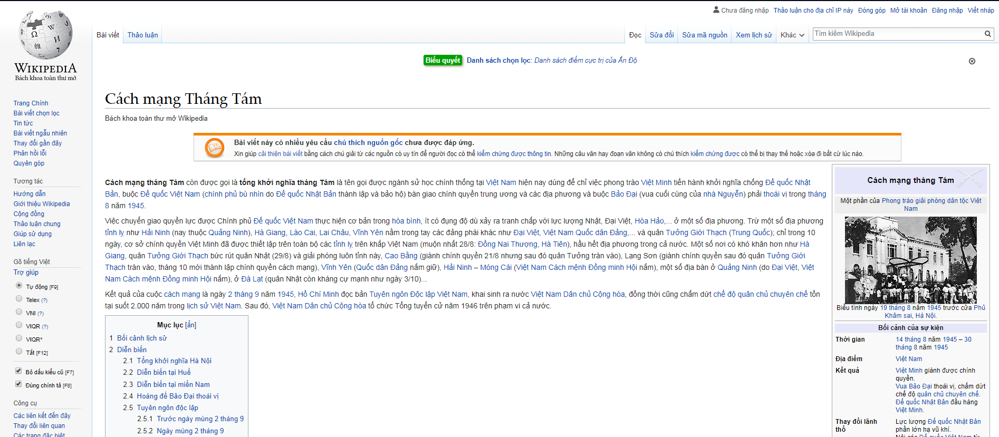 Chưa đăng nhập Thảo luận cho địa chỉ IP này Đóng góp Mở tài khoản Đăng nhập Viết nháp
WIKIPEDIA
Bách khoa toàn thư mở
Bài viết Thảo luận
Đọc Sửa đổi Sửa mã nguồn Xem lịch sử Khác
Tìm kiếm Wikipedia
Biểu quyết Danh sách chọn lọc: Danh sách điểm cực trị của Ấn Độ
Trang Chính
Bài viết chọn lọc
Tin tức
Bài viết ngẫu nhiên
Thay đổi gần đây
Phản hồi lỗi
Quyên góp
Tương tác
Hướng dẫn
Giới thiệu Wikipedia
Cộng đồng
Thảo luận chung
Giúp sử dụng
Liên lạc
Gõ tiếng Việt
Trợ giúp
Tự động [F9]
Telex (?)
VNI (?)
VIQR (?)
VIQR*
Tắt [F12]
Bỏ dấu kiểu cũ [F7]
Đúng chính tả [F8]
Công cụ
Các liên kết đến đây
Thay đổi liên quan
Các trang đặc biệt
Cách mạng Tháng Tám
Bách khoa toàn thư mở Wikipedia
Bài viết này có nhiều yêu cầu chú thích nguồn gốc chưa được đáp ứng.
Xin giúp cải thiện bài viết bằng cách chú giải từ các nguồn có uy tín để người đọc có thể kiểm chứng được thông tin. Những câu văn hay đoạn văn không có chú thích kiểm chứng được có thể bị thay thế hoặc xóa đi bất cứ lúc nào.
Cách mạng tháng Tám còn được gọi là tổng khởi nghĩa tháng Tám là tên gọi được ngành sử học chính thống tại Việt Nam hiện nay dùng để chỉ việc phong trào Việt Minh tiến hành khởi nghĩa chống Đế quốc Nhật
Bản, buộc Đế quốc Việt Nam (chính phủ bù nhìn do Đế quốc Nhật Bản thành lập và bảo hộ) bàn giao chính quyền trung ương và các địa phương và buộc Bảo Đại (vua cuối cùng của nhà Nguyễn) phải thoái vị trong tháng
8 năm 1945.
Việc chuyển giao quyền lực được Chính phủ Đế quốc Việt Nam thực hiện cơ bản trong hòa bình, ít có đụng độ dù xảy ra tranh chấp với lực lượng Nhật, Đại Việt, Hòa Hảo,... ở một số địa phương. Trừ một số địa phương
tỉnh lỵ như Hải Ninh (nay thuộc Quảng Ninh), Hà Giang, Lào Cai, Lai Châu, Vĩnh Yên nằm trong tay các đảng phái khác như Đại Việt, Việt Nam Quốc dân Đảng,... và quân Tưởng Giới Thạch (Trung Quốc); chỉ trong 10
ngày, cơ sở chính quyền Việt Minh đã được thiết lập trên toàn bộ các tỉnh lỵ trên khắp Việt Nam (muộn nhất 28/8: Đồng Nai Thượng, Hà Tiên), hầu hết địa phương trong cả nước. Một số nơi có khó khăn hơn như Hà
Giang, quân Tưởng Giới Thạch bức rút quân Nhật (29/8) và giải phóng luôn tỉnh này, Cao Bằng (giành chính quyền 21/8 nhưng sau đó quân Tưởng tràn vào), Lạng Sơn (giành chính quyền sau đó quân Tưởng Giới
Thạch tràn vào, tháng 10 mới thành lập chính quyền cách mạng), Vĩnh Yên (Quốc dân Đảng nắm giữ), Hải Ninh – Móng Cái (Việt Nam Cách mệnh Đồng minh Hội nắm), một số địa bàn ở Quảng Ninh (do Đại Việt, Việt
Nam Cách mệnh Đồng minh Hội nắm), ở Đà Lạt (quân Nhật còn kháng cự mạnh như ngày 3/10)...
Kết quả của cuộc cách mạng là ngày 2 tháng 9 năm 1945, Hồ Chí Minh đọc bản Tuyên ngôn Độc lập Việt Nam, khai sinh ra nước Việt Nam Dân chủ Cộng hòa, đồng thời cũng chấm dứt chế độ quân chủ chuyên chế tồn
tại suốt 2.000 năm trong lịch sử Việt Nam. Sau đó, Việt Nam Dân chủ Cộng hòa tổ chức Tổng tuyển cử năm 1946 trên phạm vi cả nước.
Mục lục [ẩn]
1 Bối cảnh lịch sử
2 Diễn biến
2.1 Tổng khởi nghĩa Hà Nội
2.2 Diễn biến tại Huế
2.3 Diễn biến tại miền Nam
2.4 Hoàng đế Bảo Đại thoái vị
2.5 Tuyên ngôn độc lập
2.5.1 Trước ngày mùng 2 tháng 9
2.5.2 Ngày mùng 2 tháng 9
Cách mạng tháng Tám
Một phần của Phong trào giải phóng dân tộc Việt
Nam
Biểu tình ngày 19 tháng 8 năm 1945 trước cửa Phủ
Khâm sai, Hà Nội.
Bối cảnh của sự kiện
Thời gian 14 tháng 8 năm 1945 – 30
tháng 8 năm 1945
Địa điểm Việt Nam
Kết quả Việt Minh giành được chính
quyền.
Vua Bảo Đại thoái vị, chấm dứt
chế độ quân chủ chuyên chế.
Đế quốc Nhật Bản đầu hàng
Việt Minh.
Thay đổi lãnh Lực lượng Đế quốc Nhật Bản
thổ phần lớn hạ vũ khí.
Nội các Đế quốc Việt Nam từ